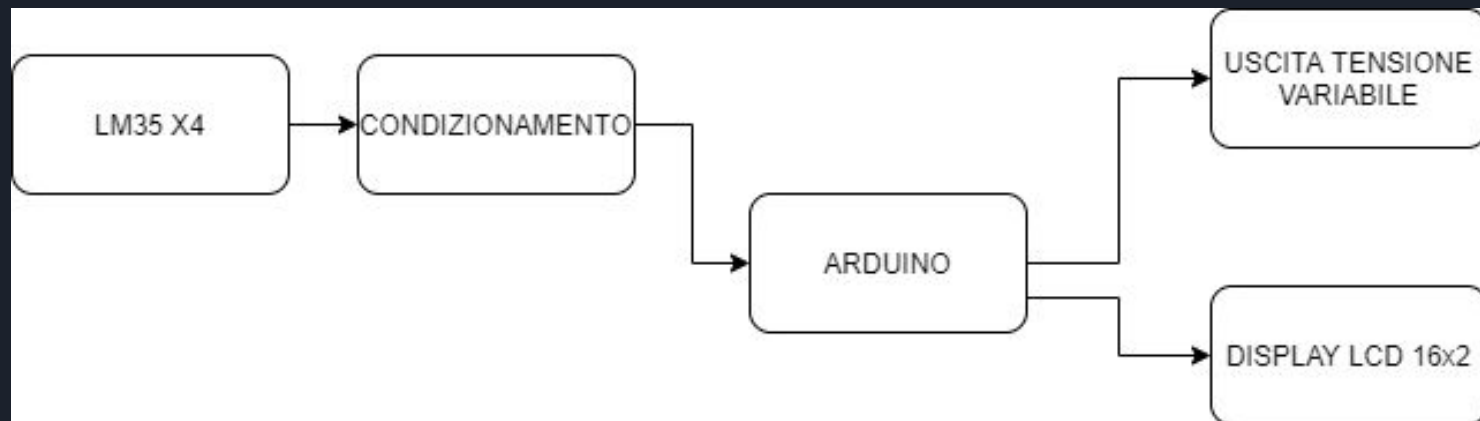 LM35 X4
CONDIZIONAMENTO
ARDUINO
USCITA TENSIONE
VARIABILE
DISPLAY LCD 16x2